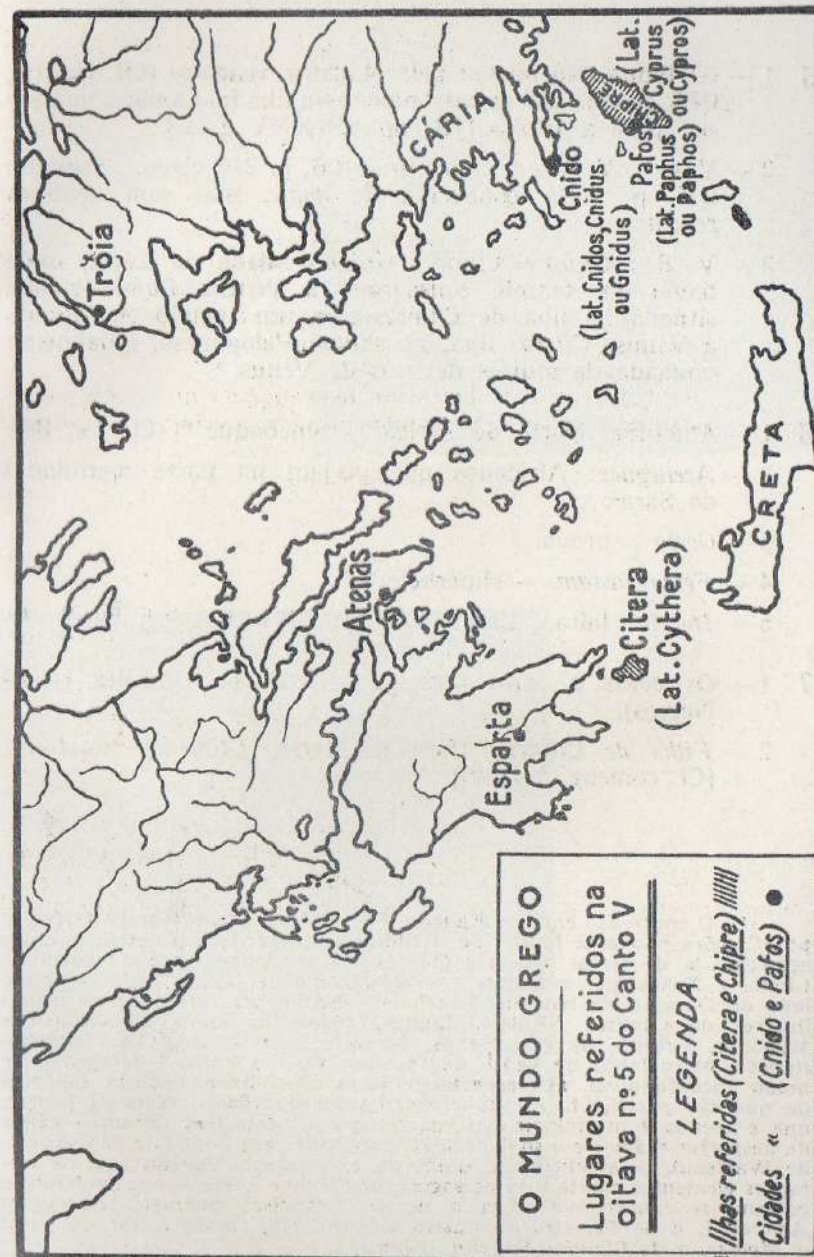 O MUNDO GREGO
Lugares referidos na
oitava nº 5 do Canto V
LEGENDA
Ilhas referidas (Citera e Chipre)
Cidades " (Cnido e Pafos)
Tróia
Atenas
Esparta
Citera
(Lat. Cythera)
CRETA
CÁRIA
Cnido
(Lat. Cnidos, Cnidus
ou Gnidus)
CHIPRE
Pafos
(Lat. Paphus
ou Paphos)
(Lat.
Cyprus
ou Cypros)